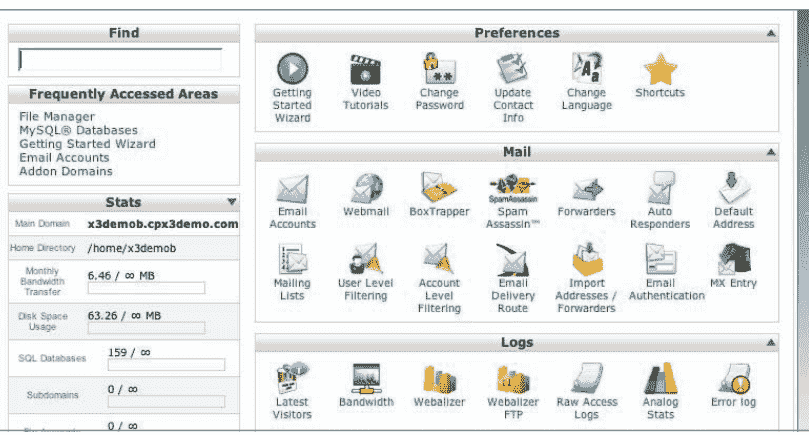 Find
Frequently Accessed Areas
File Manager
MySQL® Databases
Getting Started Wizard
Email Accounts
Addon Domains
Stats
Main Domain x3demob.cpx3demo.com
Home Directory /home/x3demob
Monthly
Bandwidth
Transfer
6.46 / ∞ MB
Disk Space
Usage
63.26 / ∞ MB
SQL Databases
159 / ∞
Subdomains
0 / ∞
0 / ∞
Preferences
Getting
Started
Wizard
Video
Tutorials
Change
Password
Update
Contact
Info
Change
Language
Shortcuts
Mail
Email
Accounts
Webmail
BoxTrapper
SpamAssassin
Spam
Assassin™
Forwarders
Auto
Responders
Default
Address
Mailing
Lists
User Level
Filtering
Account
Level
Filtering
Email
Delivery
Route
Import
Addresses /
Forwarders
Email
Authentication
MX Entry
Logs
Latest
Visitors
Bandwidth
Webalizer
Webalizer
FTP
Raw Access
Logs
Analog
Stats
Error log